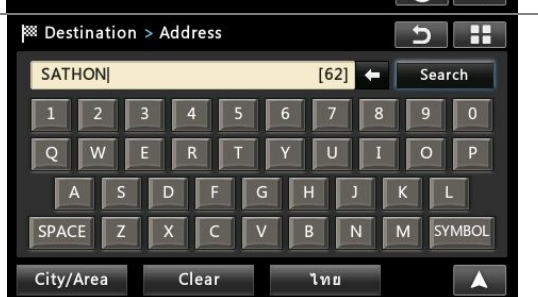 Destination > Address
SATHON [62] Search
1 2 3 4 5 6 7 8 9 0
Q W E R T Y U I O P
A S D F G H J K L
SPACE Z X C V B N M SYMBOL
City/Area Clear ไทย